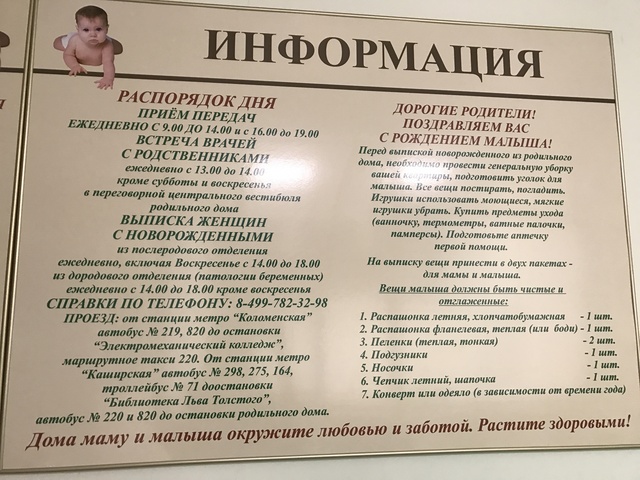 ИНФОРМАЦИЯ
РАСПОРЯДОК ДНЯ
ПРИЁМ ПЕРЕДАЧ
ЕЖЕДНЕВНО С 9.00 ДО 14.00 и с 16.00 до 19.00
ВСТРЕЧА ВРАЧЕЙ
С РОДСТВЕННИКАМИ
ежедневно с 13.00 до 14.00
кроме субботы и воскресенья
в переговорной центрального вестибюля
родильного дома
ВЫПИСКА ЖЕНЩИН
С НОВОРОЖДЕННЫМИ
из послеродового отделения
ежедневно, включая Воскресенье с 14.00 до 18.00
из дородового отделения (патологии беременных)
ежедневно с 14.00 до 18.00 кроме воскресенья
СПРАВКИ ПО ТЕЛЕФОНУ: 8-499-782-32-98
ПРОЕЗД: от станции метро “Коломенская”
автобус № 219, 820 до остановки
“Электромеханический колледж”,
маршрутное такси 220. От станции метро
“Каширская” автобус № 298, 275, 164,
троллейбус № 71 доостановки
“Библиотека Льва Толстого”,
автобус № 220 и 820 до остановки родильного дома.
ДОРОГИЕ РОДИТЕЛИ!
ПОЗДРАВЛЯЕМ ВАС
С РОЖДЕНИЕМ МАЛЫША!
Перед выпиской новорожденного из родильного
дома, необходимо провести генеральную уборку
вашей квартиры, подготовить уголок для
малыша. Все вещи постирать, погладить.
Игрушки использовать моющиеся, мягкие
игрушки убрать. Купить предметы ухода
(ванночку, термометры, ватные палочки,
памперсы). Подготовьте аптечку
первой помощи.
На выписку вещи принести в двух пакетах -
для мамы и малыша.
Вещи малыша должны быть чистые и
отглаженные:
1. Распашонка летняя, хлопчатобумажная - 1 шт.
2. Распашонка фланелевая, теплая (или боди) - 1 шт.
3. Пеленки (теплая, тонкая) - 2 шт.
4. Подгузники - 1 шт.
5. Носочки - 1 шт.
6. Чепчик летний, шапочка - 1 шт.
7. Конверт или одеяло (в зависимости от времени года)
Дома маму и малыша окружите любовью и заботой. Растите здоровыми!